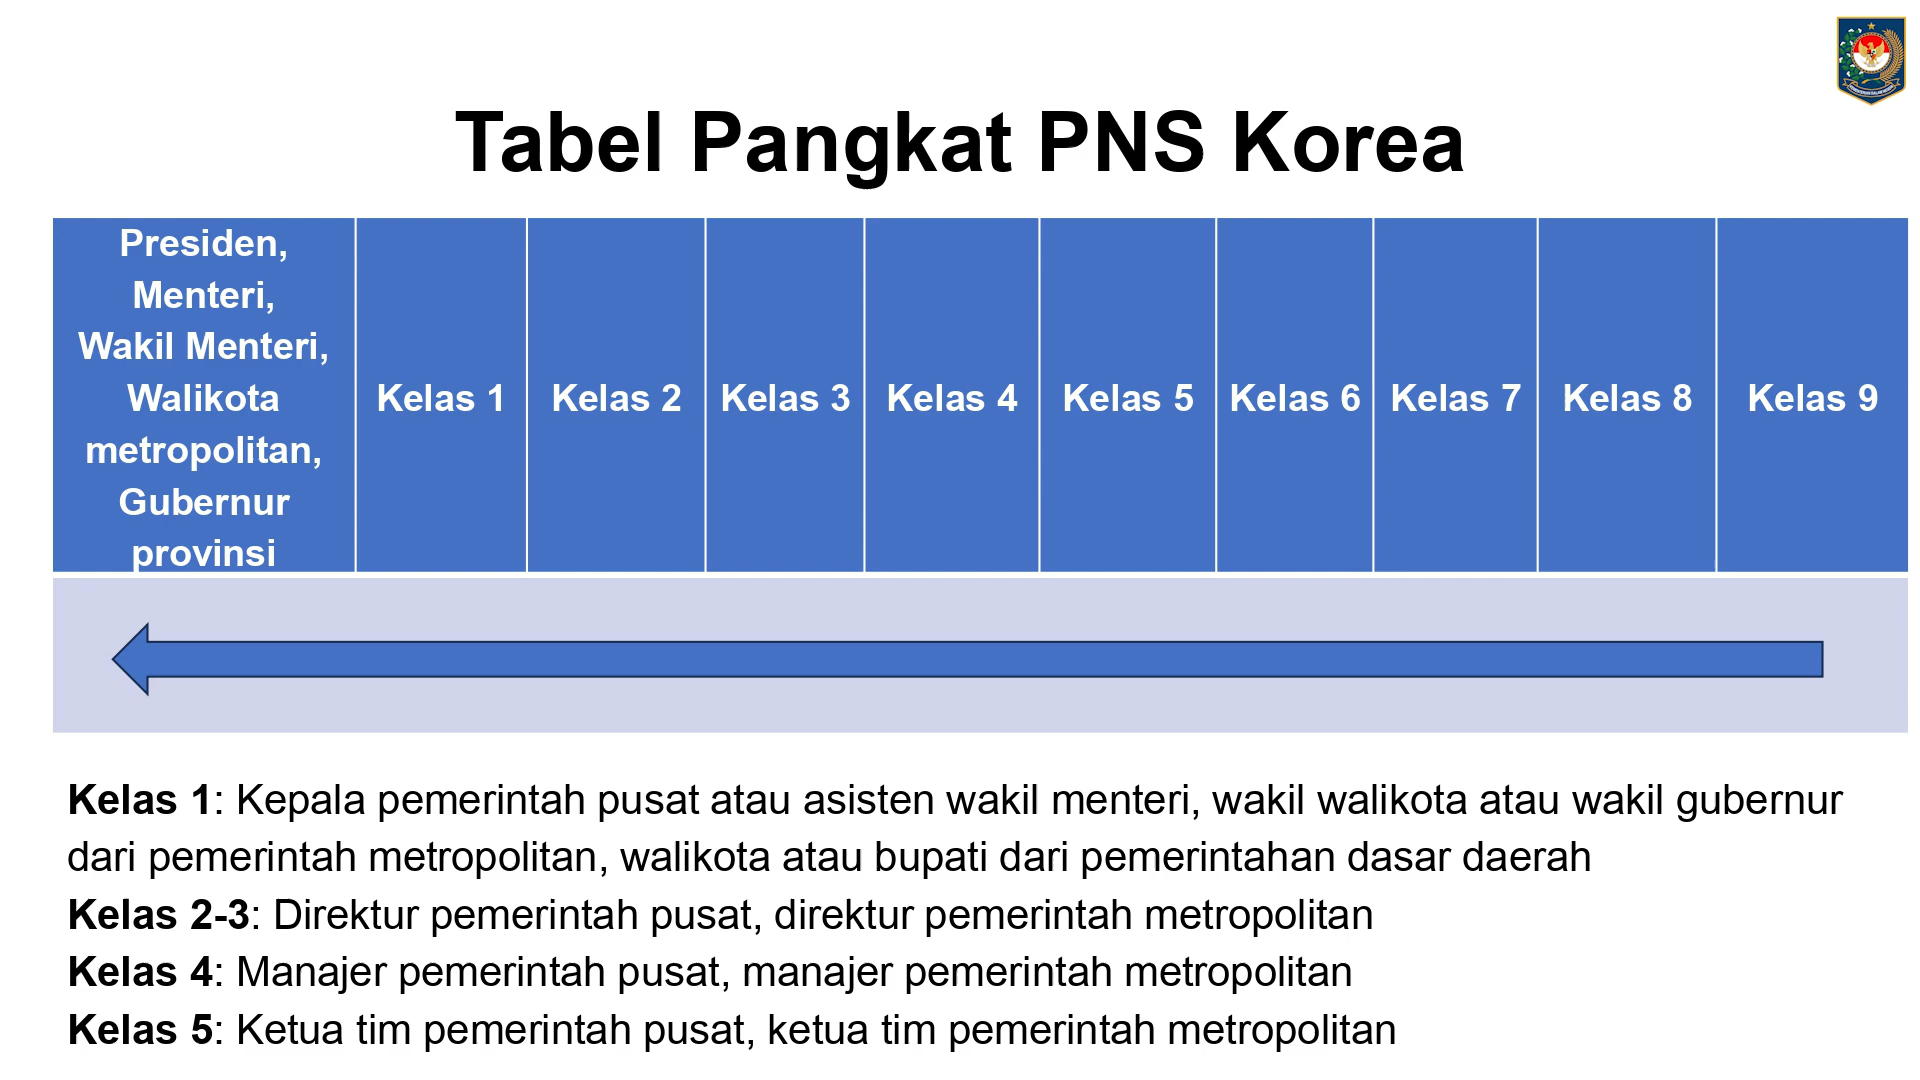 Tabel Pangkat PNS Korea
Presiden,
Menteri,
Wakil Menteri,
Walikota
metropolitan,
Gubernur
provinsi
Kelas 1
Kelas 2
Kelas 3
Kelas 4
Kelas 5
Kelas 6
Kelas 7
Kelas 8
Kelas 9
Kelas 1: Kepala pemerintah pusat atau asisten wakil menteri, wakil walikota atau wakil gubernur
dari pemerintah metropolitan, walikota atau bupati dari pemerintahan dasar daerah
Kelas 2-3: Direktur pemerintah pusat, direktur pemerintah metropolitan
Kelas 4: Manajer pemerintah pusat, manajer pemerintah metropolitan
Kelas 5: Ketua tim pemerintah pusat, ketua tim pemerintah metropolitan